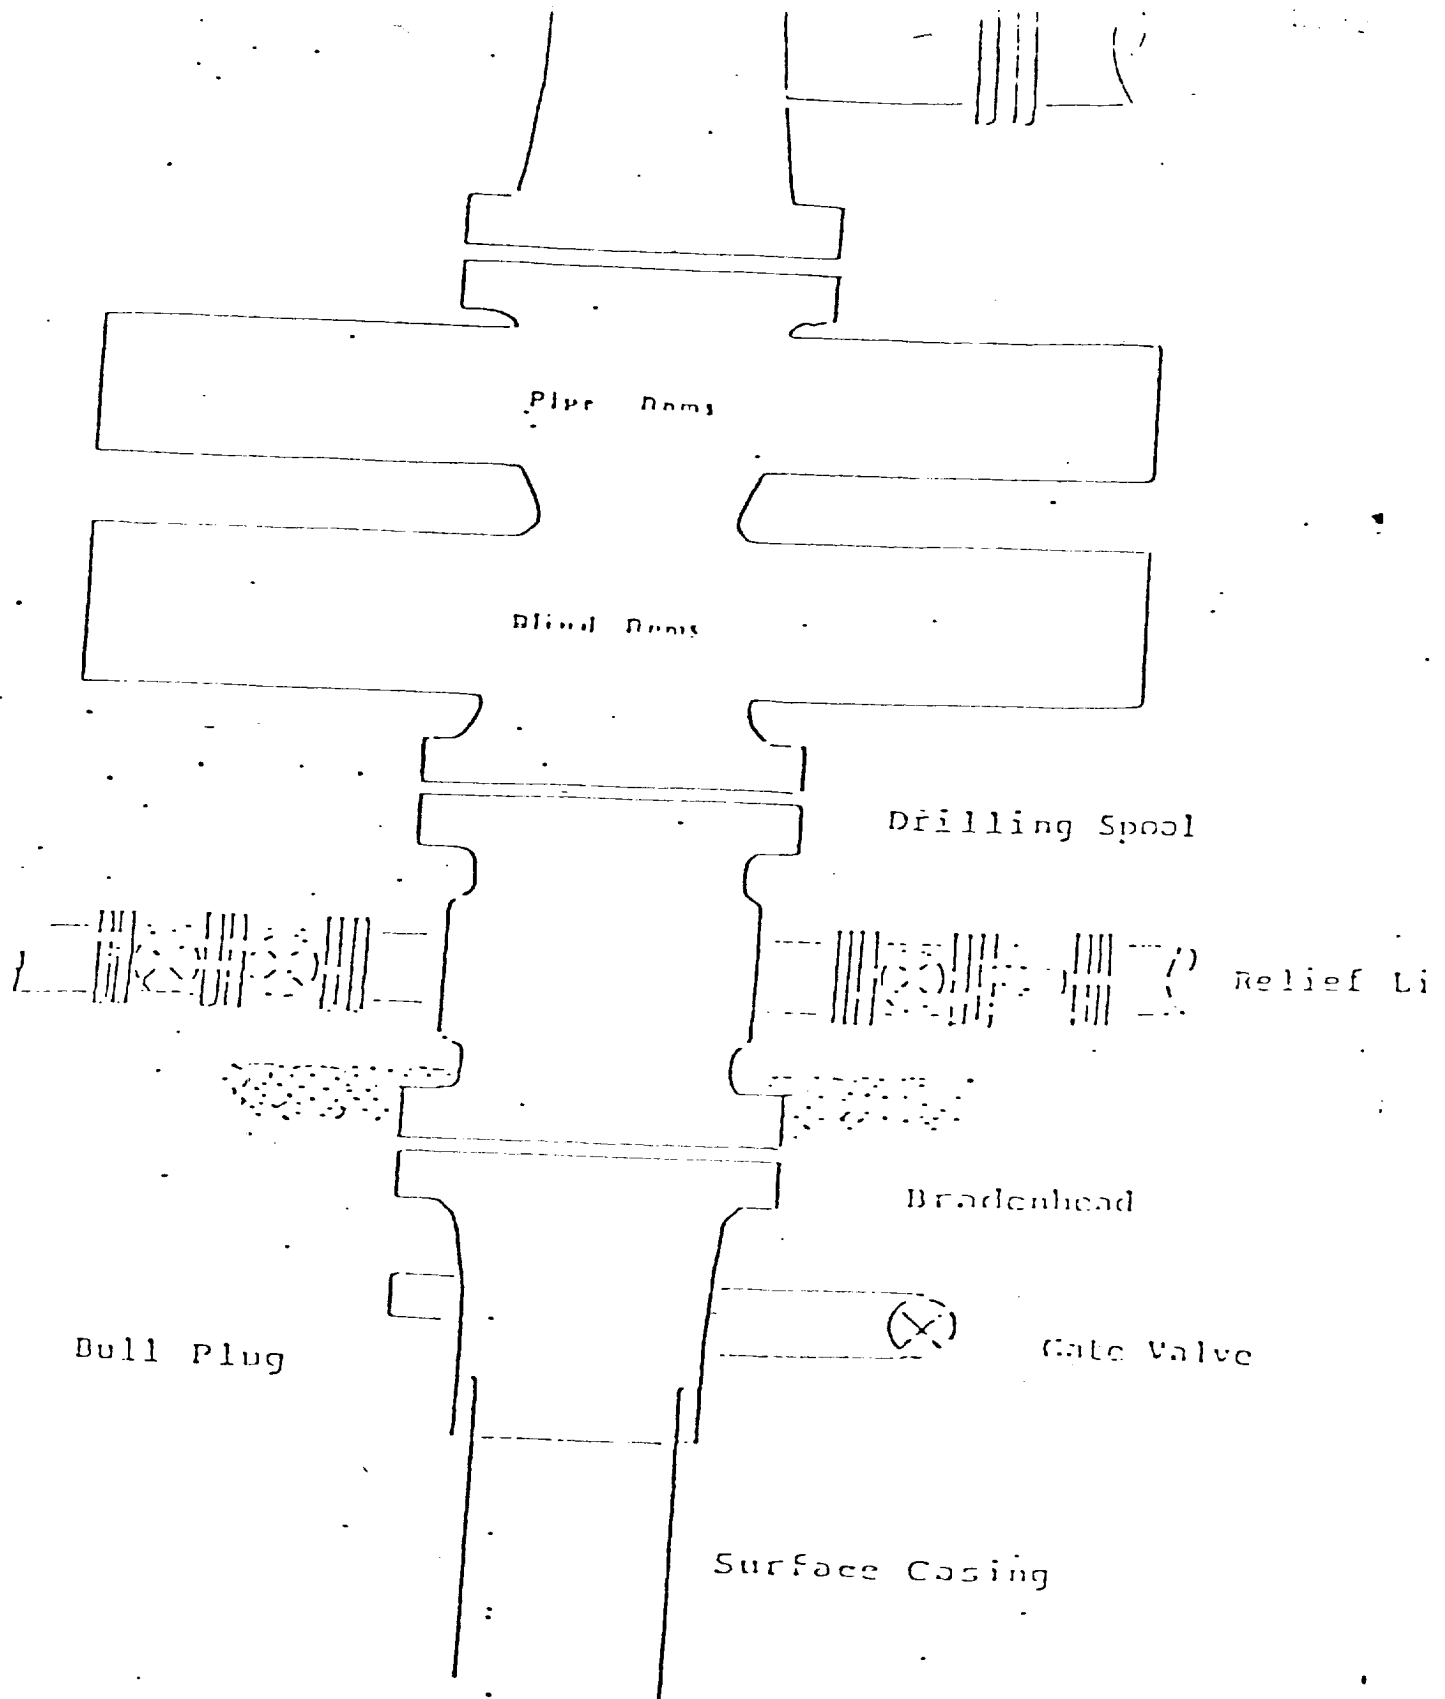 Pipe Rams
Blind Rams
Drilling Spool
Relief Li
Bradenhead
Bull Plug
Gate Valve
Surface Casing